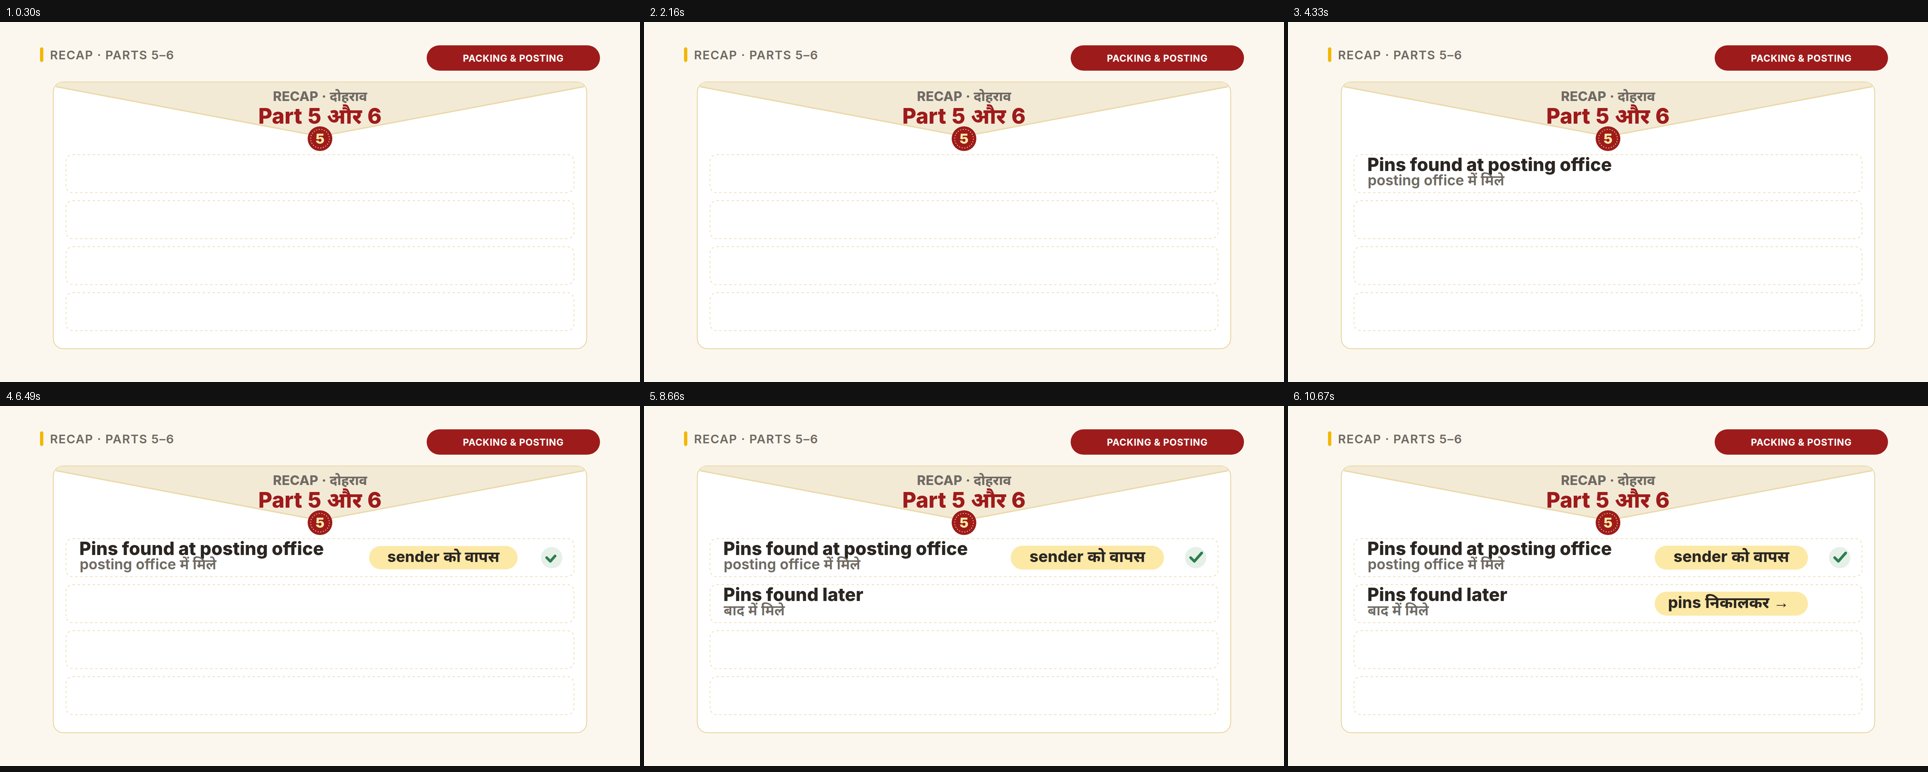 1. 0.30s
RECAP · PARTS 5–6
PACKING & POSTING
RECAP · दोहराव
Part 5 और 6
5
2. 2.16s
RECAP · PARTS 5–6
PACKING & POSTING
RECAP · दोहराव
Part 5 और 6
5
3. 4.33s
RECAP · PARTS 5–6
PACKING & POSTING
RECAP · दोहराव
Part 5 और 6
5
Pins found at posting office
posting office में मिले
4. 6.49s
RECAP · PARTS 5–6
PACKING & POSTING
RECAP · दोहराव
Part 5 और 6
5
Pins found at posting office
posting office में मिले
sender को वापस
5. 8.66s
RECAP · PARTS 5–6
PACKING & POSTING
RECAP · दोहराव
Part 5 और 6
5
Pins found at posting office
posting office में मिले
sender को वापस
Pins found later
बाद में मिले
6. 10.67s
RECAP · PARTS 5–6
PACKING & POSTING
RECAP · दोहराव
Part 5 और 6
5
Pins found at posting office
posting office में मिले
sender को वापस
Pins found later
बाद में मिले
pins निकालकर →